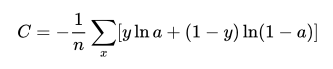 C = -\frac{1}{n} \sum_{x} [y \ln a + (1 - y) \ln(1 - a)]